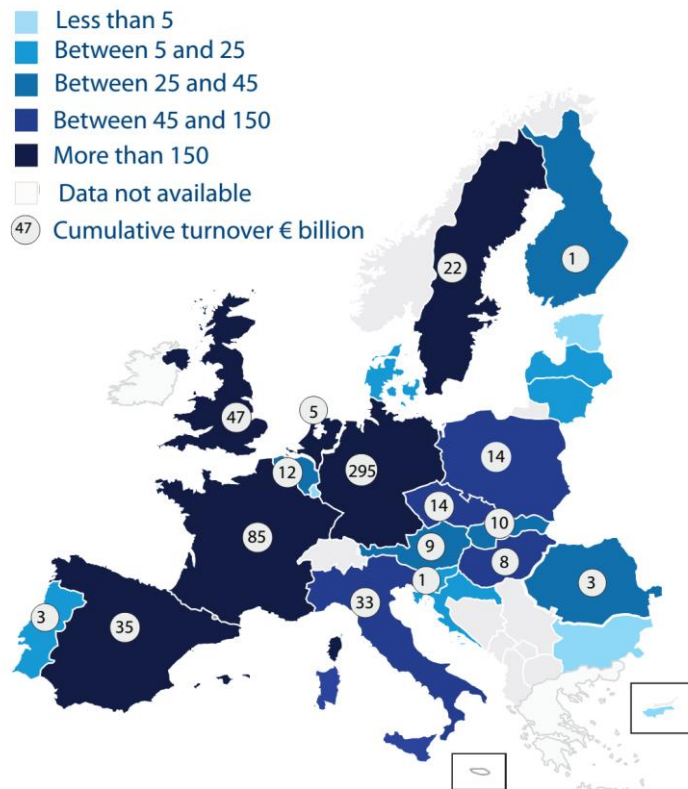 Less than 5
Between 5 and 25
Between 25 and 45
Between 45 and 150
More than 150
Data not available
47 Cumulative turnover € billion
22
1
47
5
12
295
14
14
10
85
9
8
1
3
33
3
35